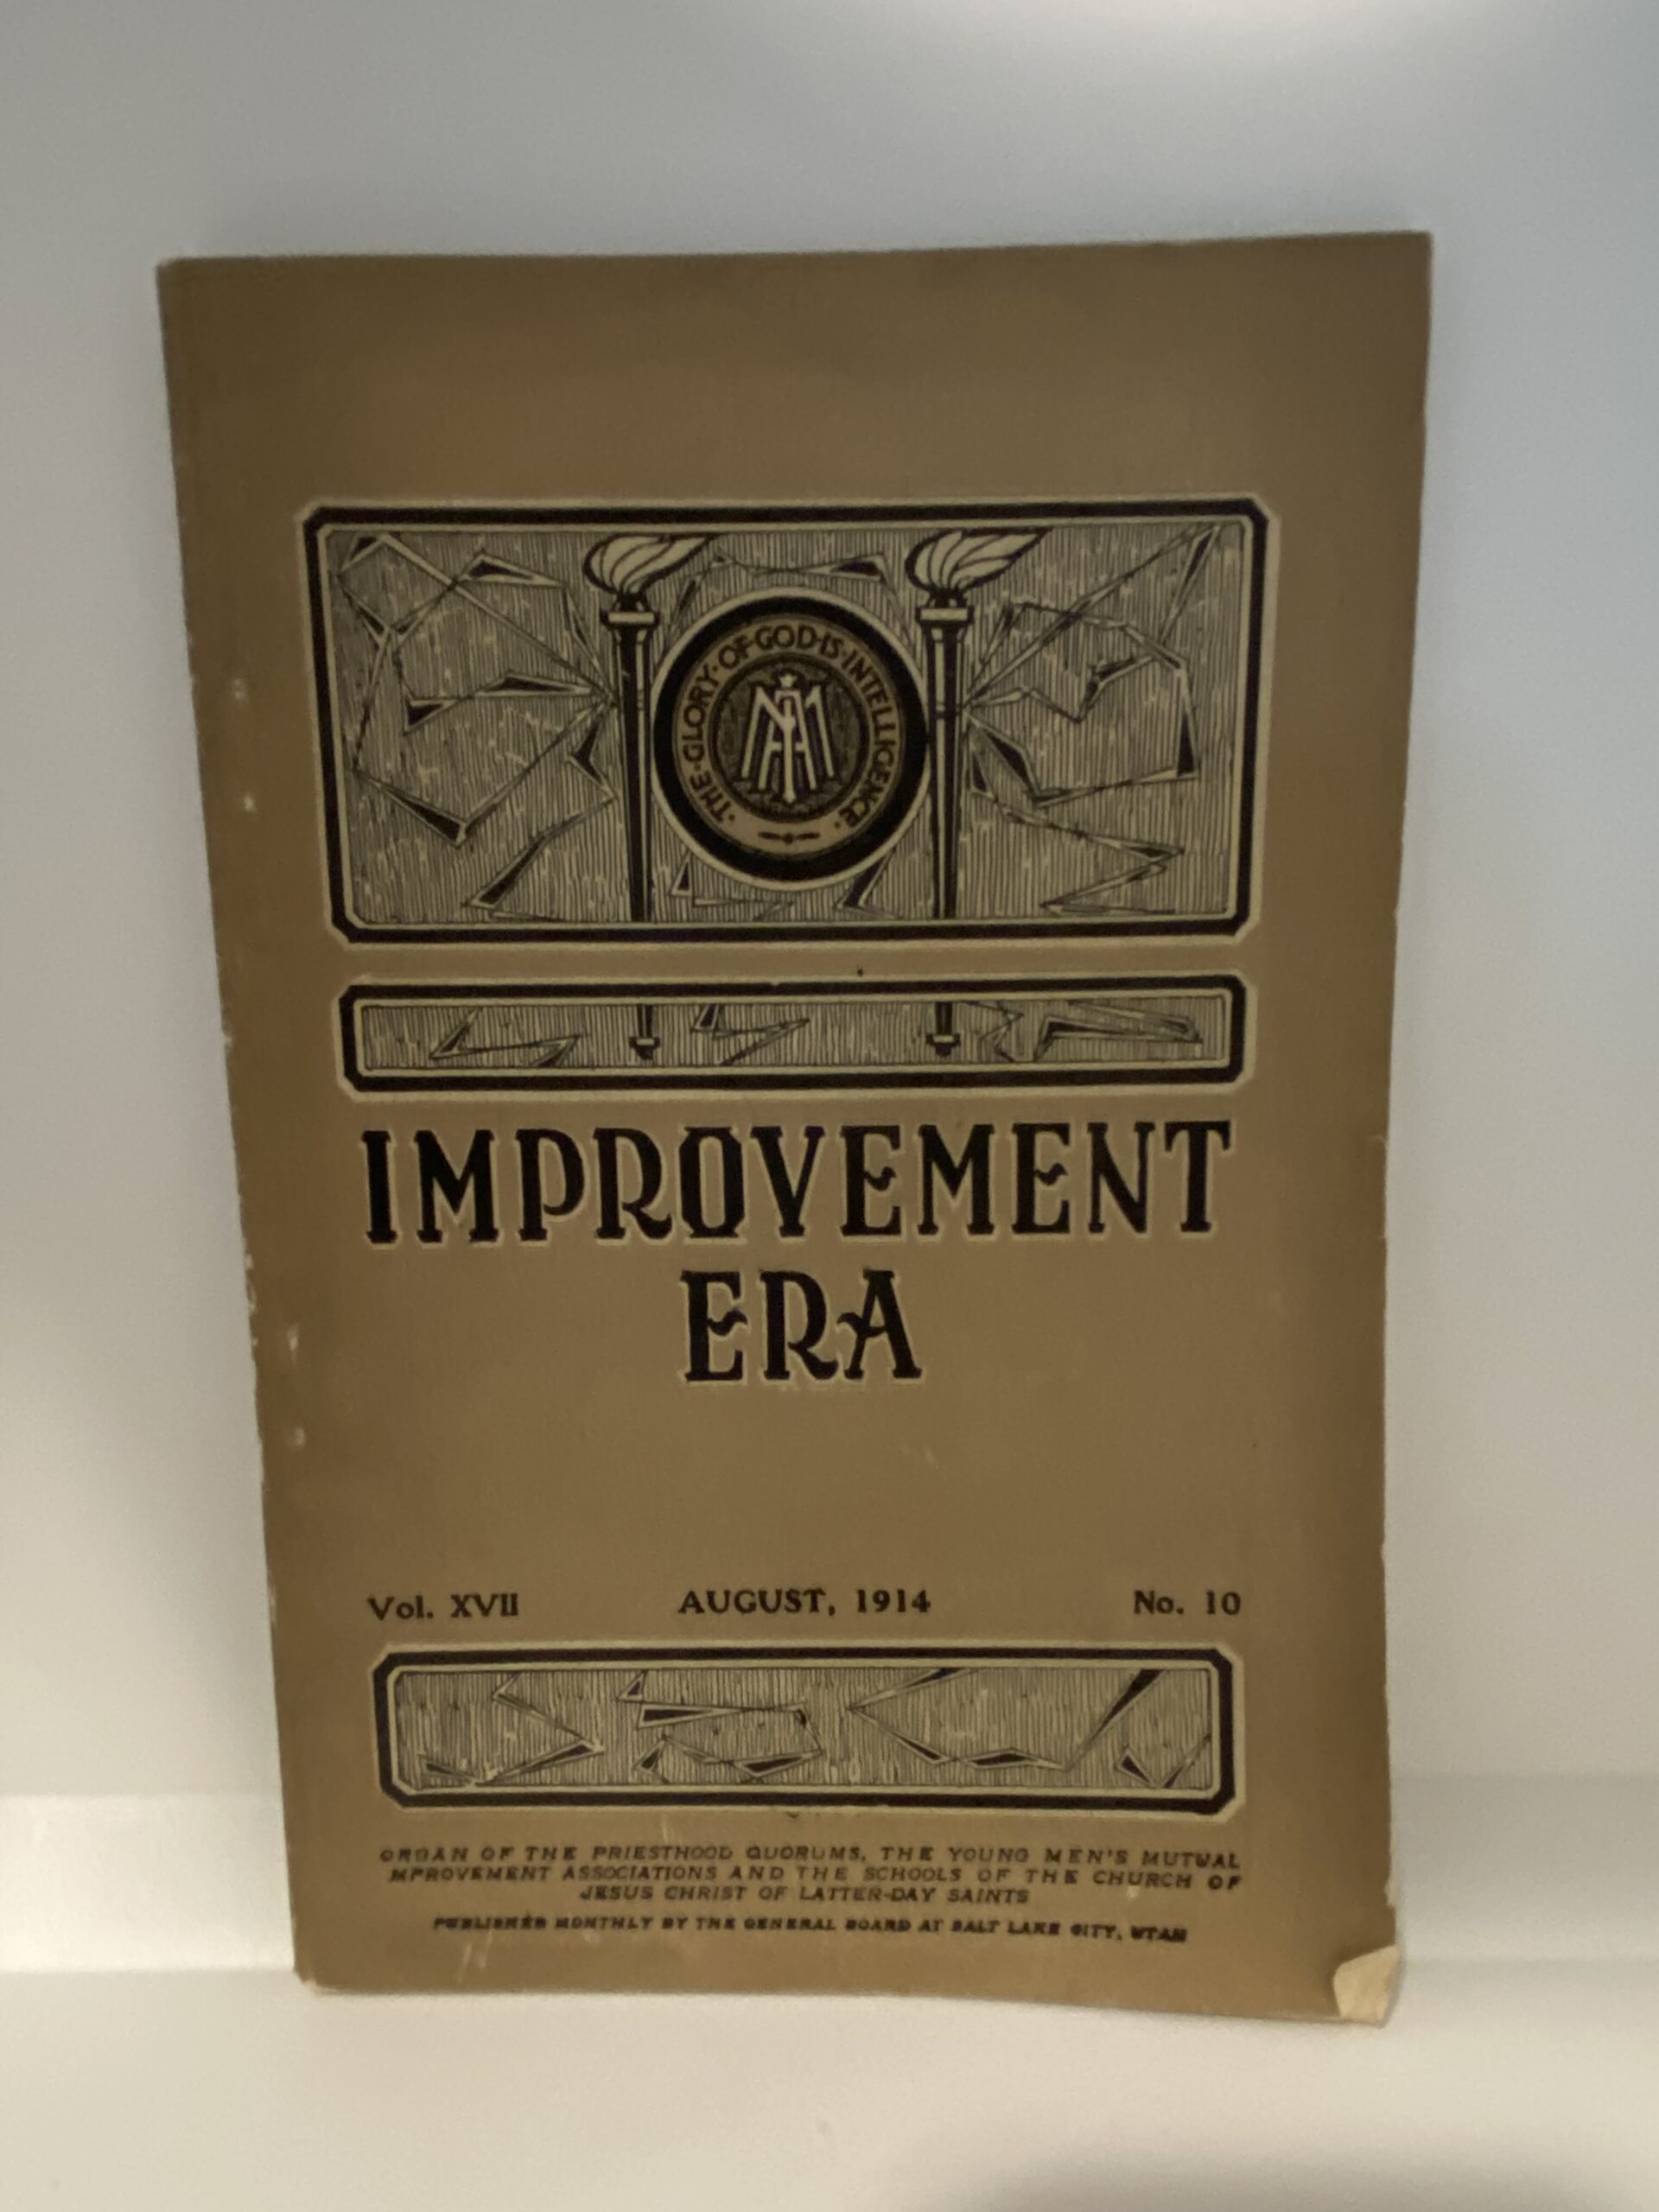 ·THE·GLORY·OF·GOD·IS·INTELLIGENCE·
MIA
IMPROVEMENT
ERA
Vol. XVII AUGUST, 1914 No. 10
ORGAN OF THE PRIESTHOOD QUORUMS, THE YOUNG MEN'S MUTUAL
IMPROVEMENT ASSOCIATIONS AND THE SCHOOLS OF THE CHURCH OF
JESUS CHRIST OF LATTER-DAY SAINTS
PUBLISHED MONTHLY BY THE GENERAL BOARD AT SALT LAKE CITY, UTAH